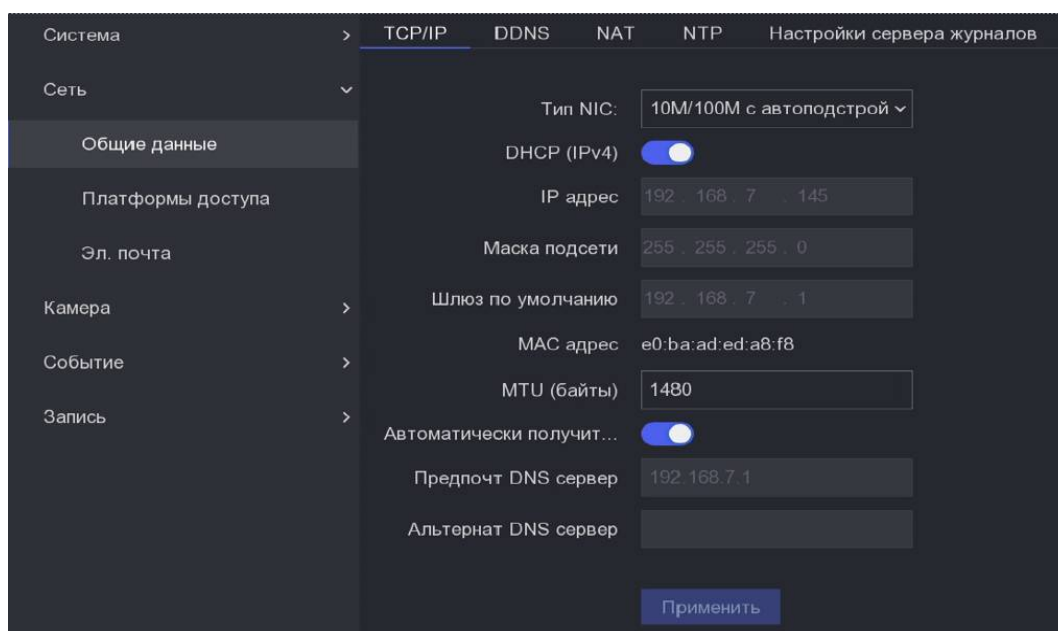 Система
Сеть
Общие данные
Платформы доступа
Эл. почта
Камера
Событие
Запись
TCP/IP DDNS NAT NTP Настройки сервера журналов
Тип NIC: 10M/100M с автоподстрой
DHCP (IPv4)
IP адрес 192 . 168 . 7 . 145
Маска подсети 255 . 255 . 255 . 0
Шлюз по умолчанию 192 . 168 . 7 . 1
MAC адрес e0:ba:ad:ed:a8:f8
MTU (байты) 1480
Автоматически получит...
Предпочт DNS сервер 192.168.7.1
Альтернат DNS сервер
Применить